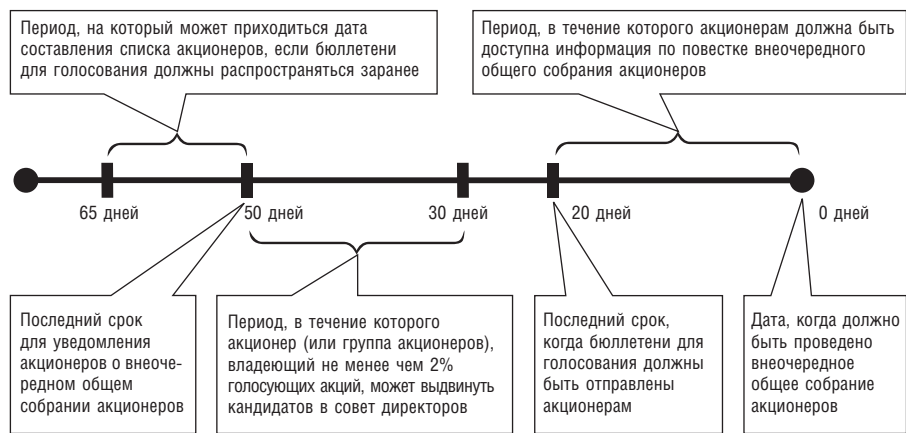 Период, на который может приходиться дата
составления списка акционеров, если бюллетени
для голосования должны распространяться заранее
Период, в течение которого акционерам должна быть
доступна информация по повестке внеочередного
общего собрания акционеров
65 дней
50 дней
30 дней
20 дней
0 дней
Последний срок
для уведомления
акционеров о внеоче-
редном общем
собрании акционеров
Период, в течение которого
акционер (или группа акционеров),
владеющий не менее чем 2%
голосующих акций, может выдвинуть
кандидатов в совет директоров
Последний срок,
когда бюллетени для
голосования должны
быть отправлены
акционерам
Дата, когда должно
быть проведено
внеочередное
общее собрание
акционеров